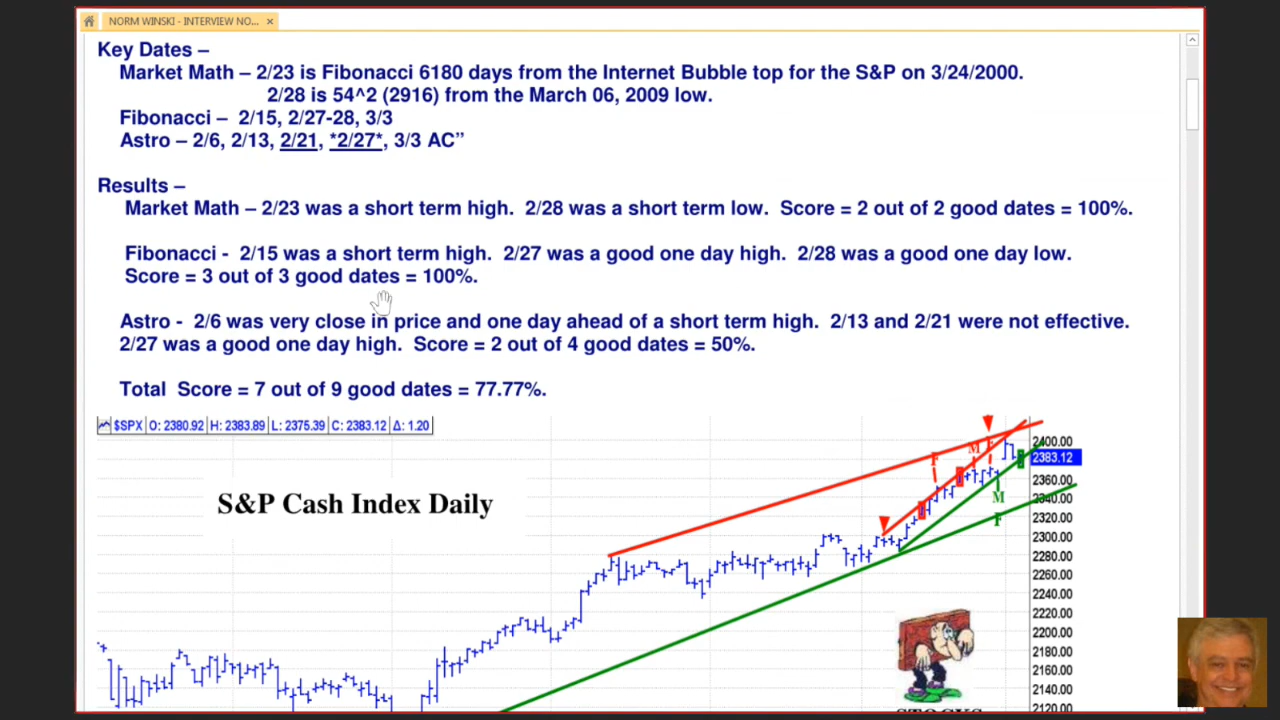 NORM WINSKI - INTERVIEW NO...
Key Dates –
Market Math – 2/23 is Fibonacci 6180 days from the Internet Bubble top for the S&P on 3/24/2000.
2/28 is 54^2 (2916) from the March 06, 2009 low.
Fibonacci – 2/15, 2/27-28, 3/3
Astro – 2/6, 2/13, 2/21, *2/27*, 3/3 AC”
Results –
Market Math – 2/23 was a short term high. 2/28 was a short term low. Score = 2 out of 2 good dates = 100%.
Fibonacci - 2/15 was a short term high. 2/27 was a good one day high. 2/28 was a good one day low.
Score = 3 out of 3 good dates = 100%.
Astro - 2/6 was very close in price and one day ahead of a short term high. 2/13 and 2/21 were not effective.
2/27 was a good one day high. Score = 2 out of 4 good dates = 50%.
Total Score = 7 out of 9 good dates = 77.77%.
$SPX O: 2380.92 H: 2383.89 L: 2375.39 C: 2383.12 Δ: 1.20
S&P Cash Index Daily
F
M
M
F
2400.00
2383.12
2360.00
2340.00
2320.00
2300.00
2280.00
2260.00
2240.00
2220.00
2200.00
2180.00
2160.00
2140.00
2120.00